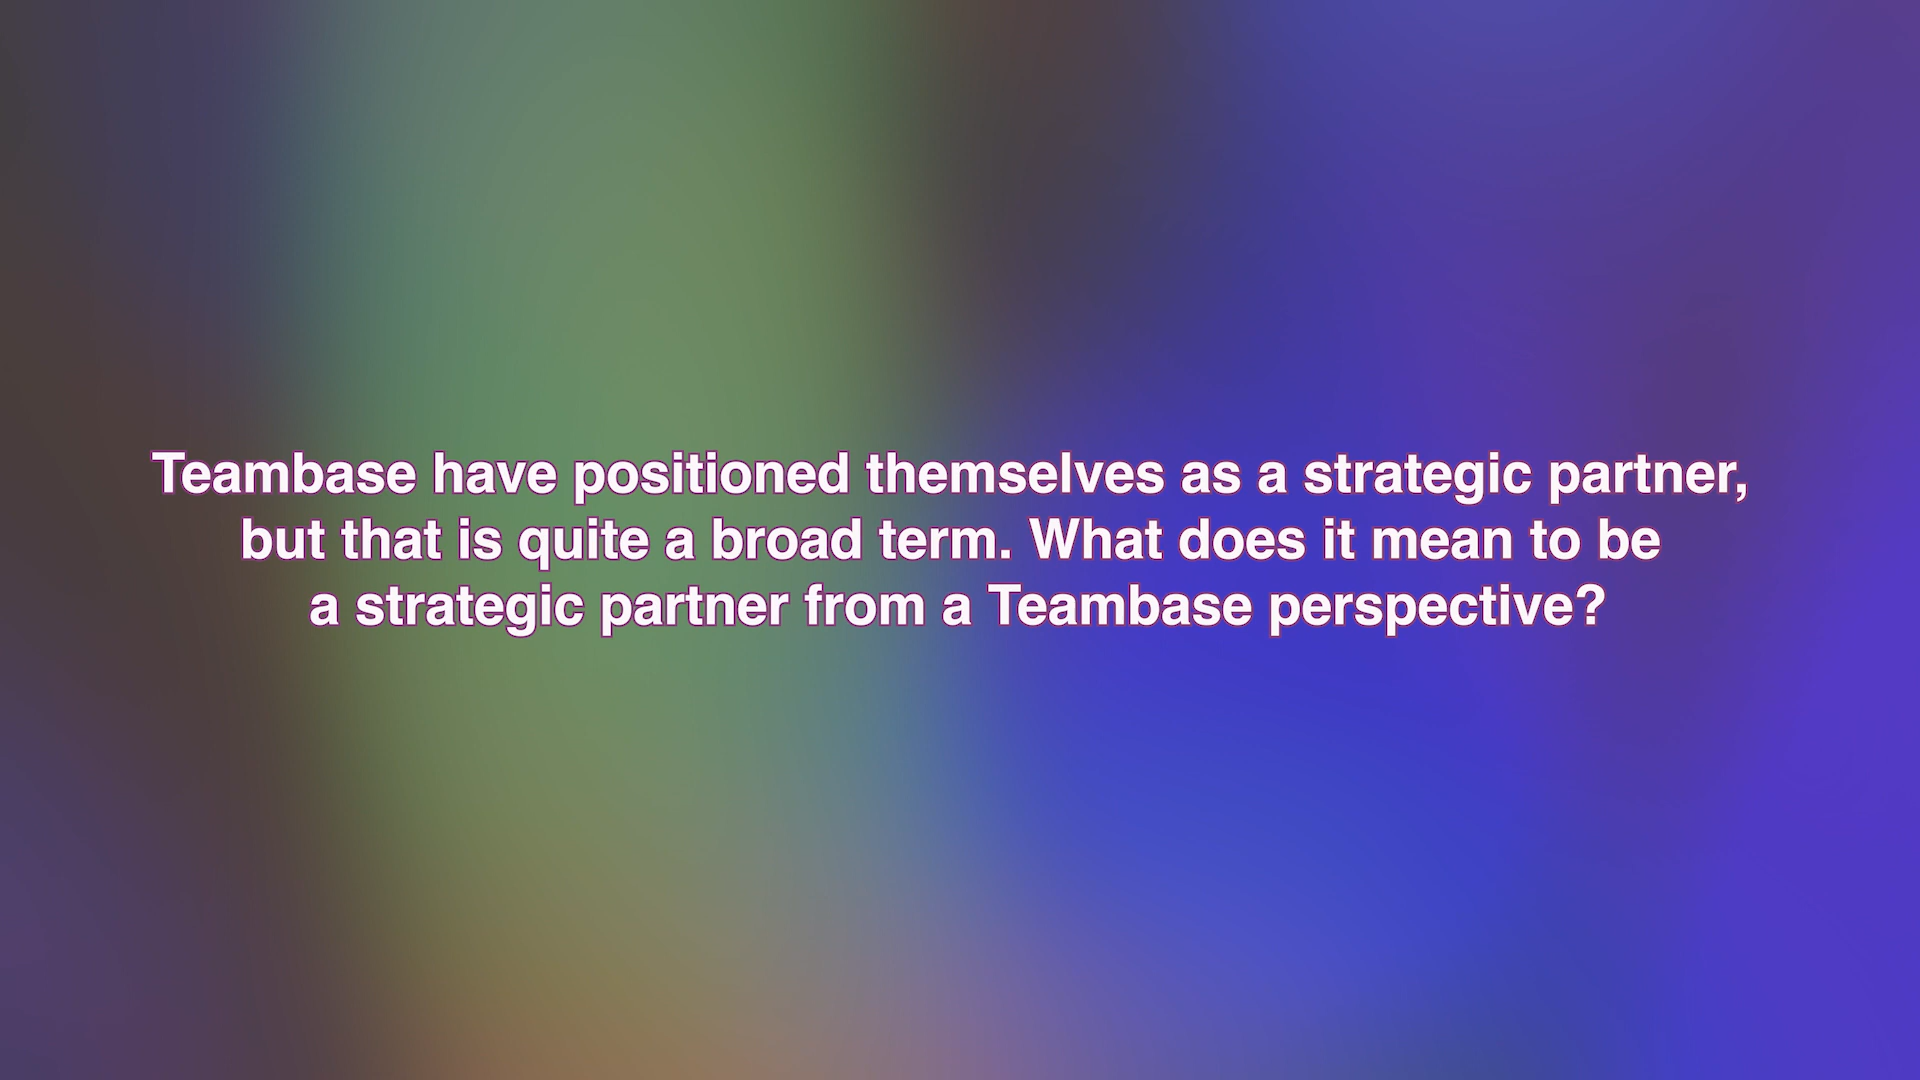 Teambase have positioned themselves as a strategic partner,
but that is quite a broad term. What does it mean to be
a strategic partner from a Teambase perspective?